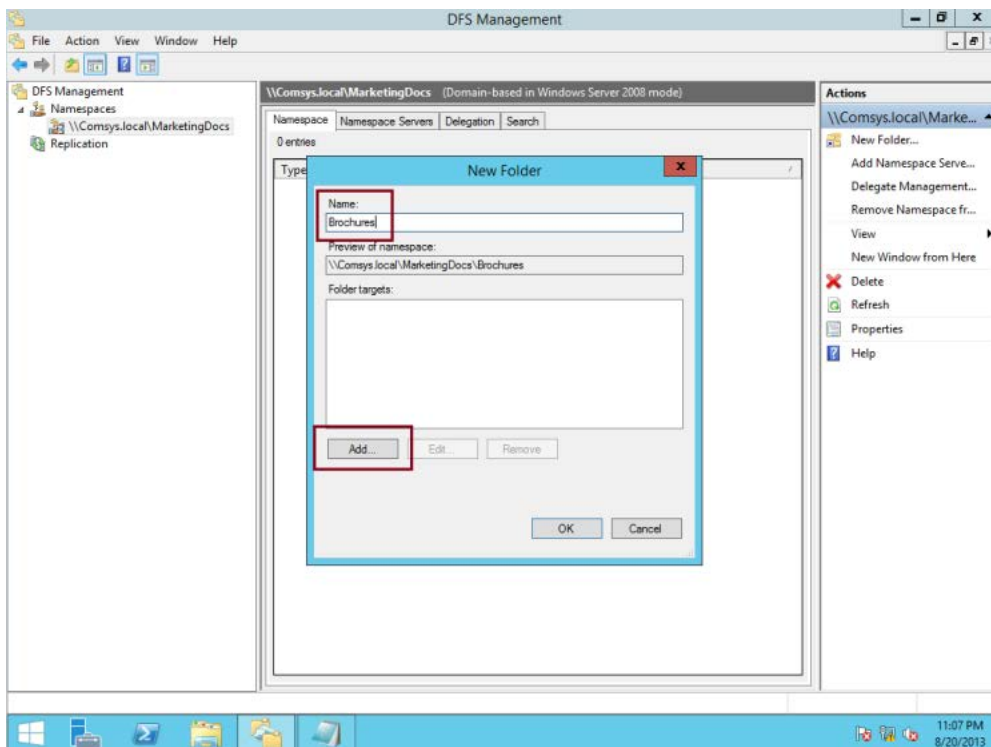 DFS Management
File Action View Window Help
DFS Management
Namespaces
\\Comsys.local\MarketingDocs
Replication
\\Comsys.local\MarketingDocs (Domain-based in Windows Server 2008 mode)
Namespace Namespace Servers Delegation Search
0 entries
Type
New Folder
Name:
Brochures
Preview of namespace:
\\Comsys.local\MarketingDocs\Brochures
Folder targets:
Add... Edit... Remove
OK Cancel
Actions
\\Comsys.local\Marke...
New Folder...
Add Namespace Serve...
Delegate Management...
Remove Namespace fr...
View
New Window from Here
Delete
Refresh
Properties
Help
11:07 PM
8/20/2013